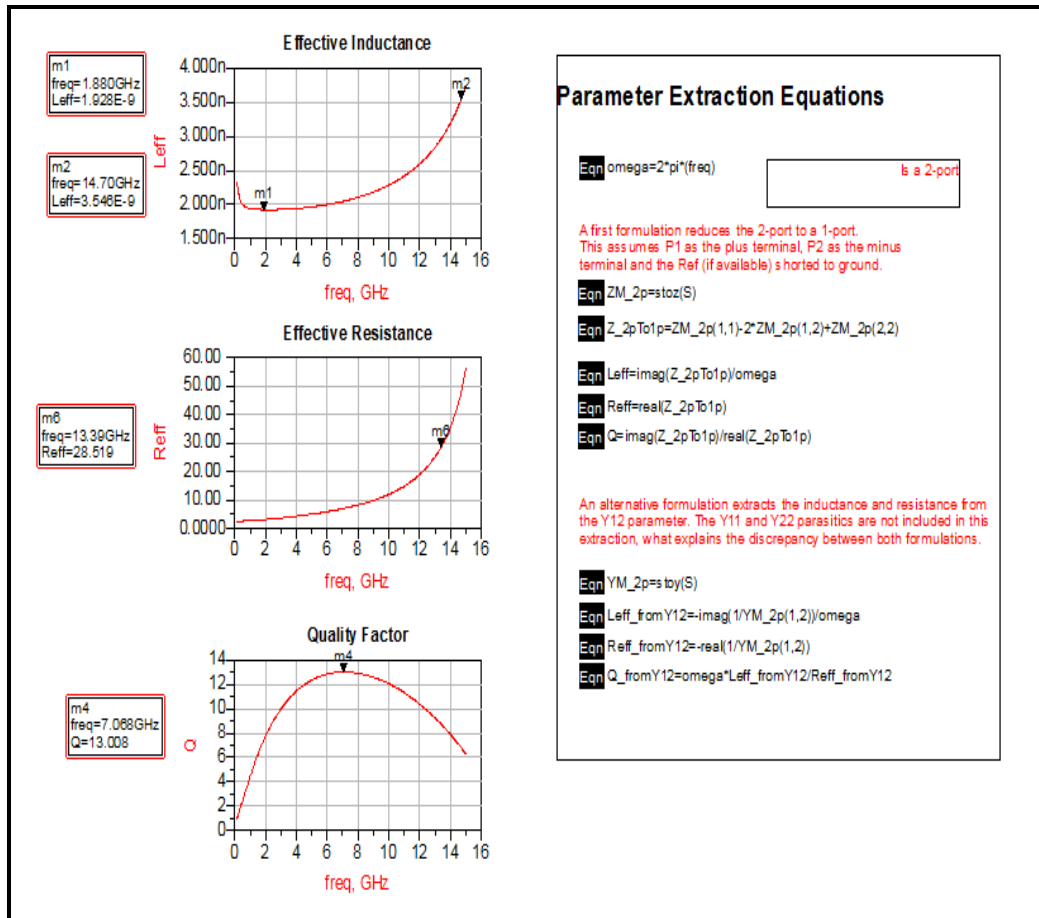 Effective Inductance
m1
freq=1.880GHz
Leff=1.928E-9
m2
freq=14.70GHz
Leff=3.546E-9
4.000n
3.500n
3.000n
2.500n
2.000n
1.500n
Leff
m1
m2
0 2 4 6 8 10 12 14 16
freq, GHz
Effective Resistance
m6
freq=13.39GHz
Reff=28.519
60.00
50.00
40.00
30.00
20.00
10.00
0.0000
Reff
m6
0 2 4 6 8 10 12 14 16
freq, GHz
Quality Factor
m4
freq=7.068GHz
Q=13.008
14
12
10
8
6
4
2
0
Q
m4
0 2 4 6 8 10 12 14 16
freq, GHz
Parameter Extraction Equations
Eqn omega=2*pi*(freq)
Is a 2-port
A first formulation reduces the 2-port to a 1-port.
This assumes P1 as the plus terminal, P2 as the minus
terminal and the Ref (if available) shorted to ground.
Eqn ZM_2p=stoz(S)
Eqn Z_2pTo1p=ZM_2p(1,1)-2*ZM_2p(1,2)+ZM_2p(2,2)
Eqn Leff=imag(Z_2pTo1p)/omega
Eqn Reff=real(Z_2pTo1p)
Eqn Q=imag(Z_2pTo1p)/real(Z_2pTo1p)
An alternative formulation extracts the inductance and resistance from
the Y12 parameter. The Y11 and Y22 parasitics are not included in this
extraction, what explains the discrepancy between both formulations.
Eqn YM_2p=stoy(S)
Eqn Leff_fromY12=-imag(1/YM_2p(1,2))/omega
Eqn Reff_fromY12=-real(1/YM_2p(1,2))
Eqn Q_fromY12=omega*Leff_fromY12/Reff_fromY12